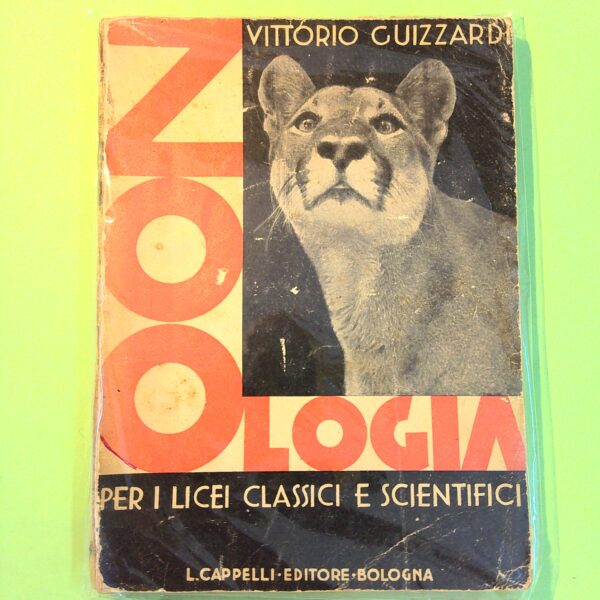 VITTORIO GUIZZARDI
ZOOLOGIA
PER I LICEI CLASSICI E SCIENTIFICI
L. CAPPELLI · EDITORE · BOLOGNA